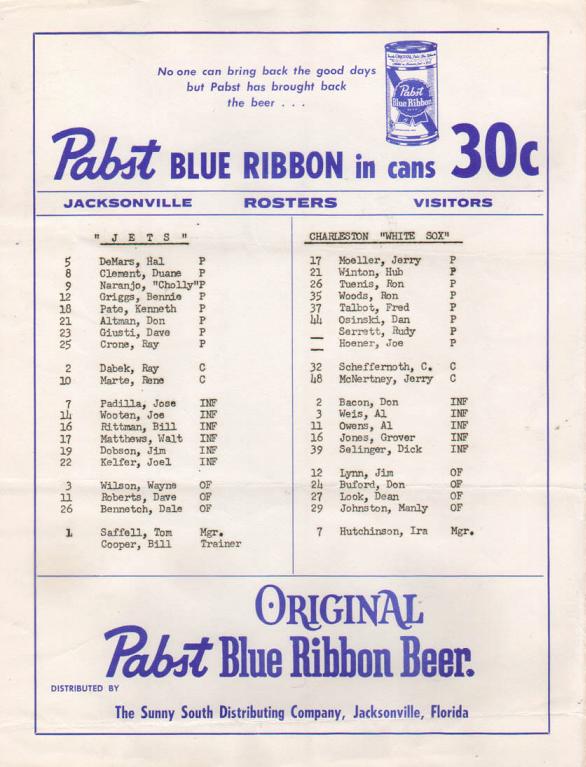 No one can bring back the good days
but Pabst has brought back
the beer . . .
Pabst
Blue Ribbon
Pabst BLUE RIBBON in cans 30c
JACKSONVILLE ROSTERS VISITORS
" J E T S "
5 DeMars, Hal P
8 Clement, Duane P
9 Naranjo, "Cholly"P
12 Griggs, Bennie P
18 Pate, Kenneth P
21 Altman, Don P
23 Giusti, Dave P
25 Crone, Ray P
2 Dabek, Ray C
10 Marte, Rene C
7 Padilla, Jose INF
14 Wooten, Joe INF
16 Rittman, Bill INF
17 Matthews, Walt INF
19 Dobson, Jim INF
22 Kelfer, Joel INF
3 Wilson, Wayne OF
11 Roberts, Dave OF
26 Bennetch, Dale OF
1 Saffell, Tom Mgr.
Cooper, Bill Trainer
CHARLESTON "WHITE SOX"
17 Moeller, Jerry P
21 Winton, Hub P
26 Tuenis, Ron P
35 Woods, Ron P
37 Talbot, Fred P
44 Osinski, Dan P
__ Serrett, Rudy P
__ Hoener, Joe P
32 Scheffernoth, C. C
48 McNertney, Jerry C
2 Bacon, Don INF
3 Weis, Al INF
11 Owens, Al INF
16 Jones, Grover INF
39 Selinger, Dick INF
12 Lynn, Jim OF
24 Buford, Don OF
27 Look, Dean OF
29 Johnston, Manly OF
7 Hutchinson, Ira Mgr.
ORIGINAL
Pabst Blue Ribbon Beer.
DISTRIBUTED BY
The Sunny South Distributing Company, Jacksonville, Florida